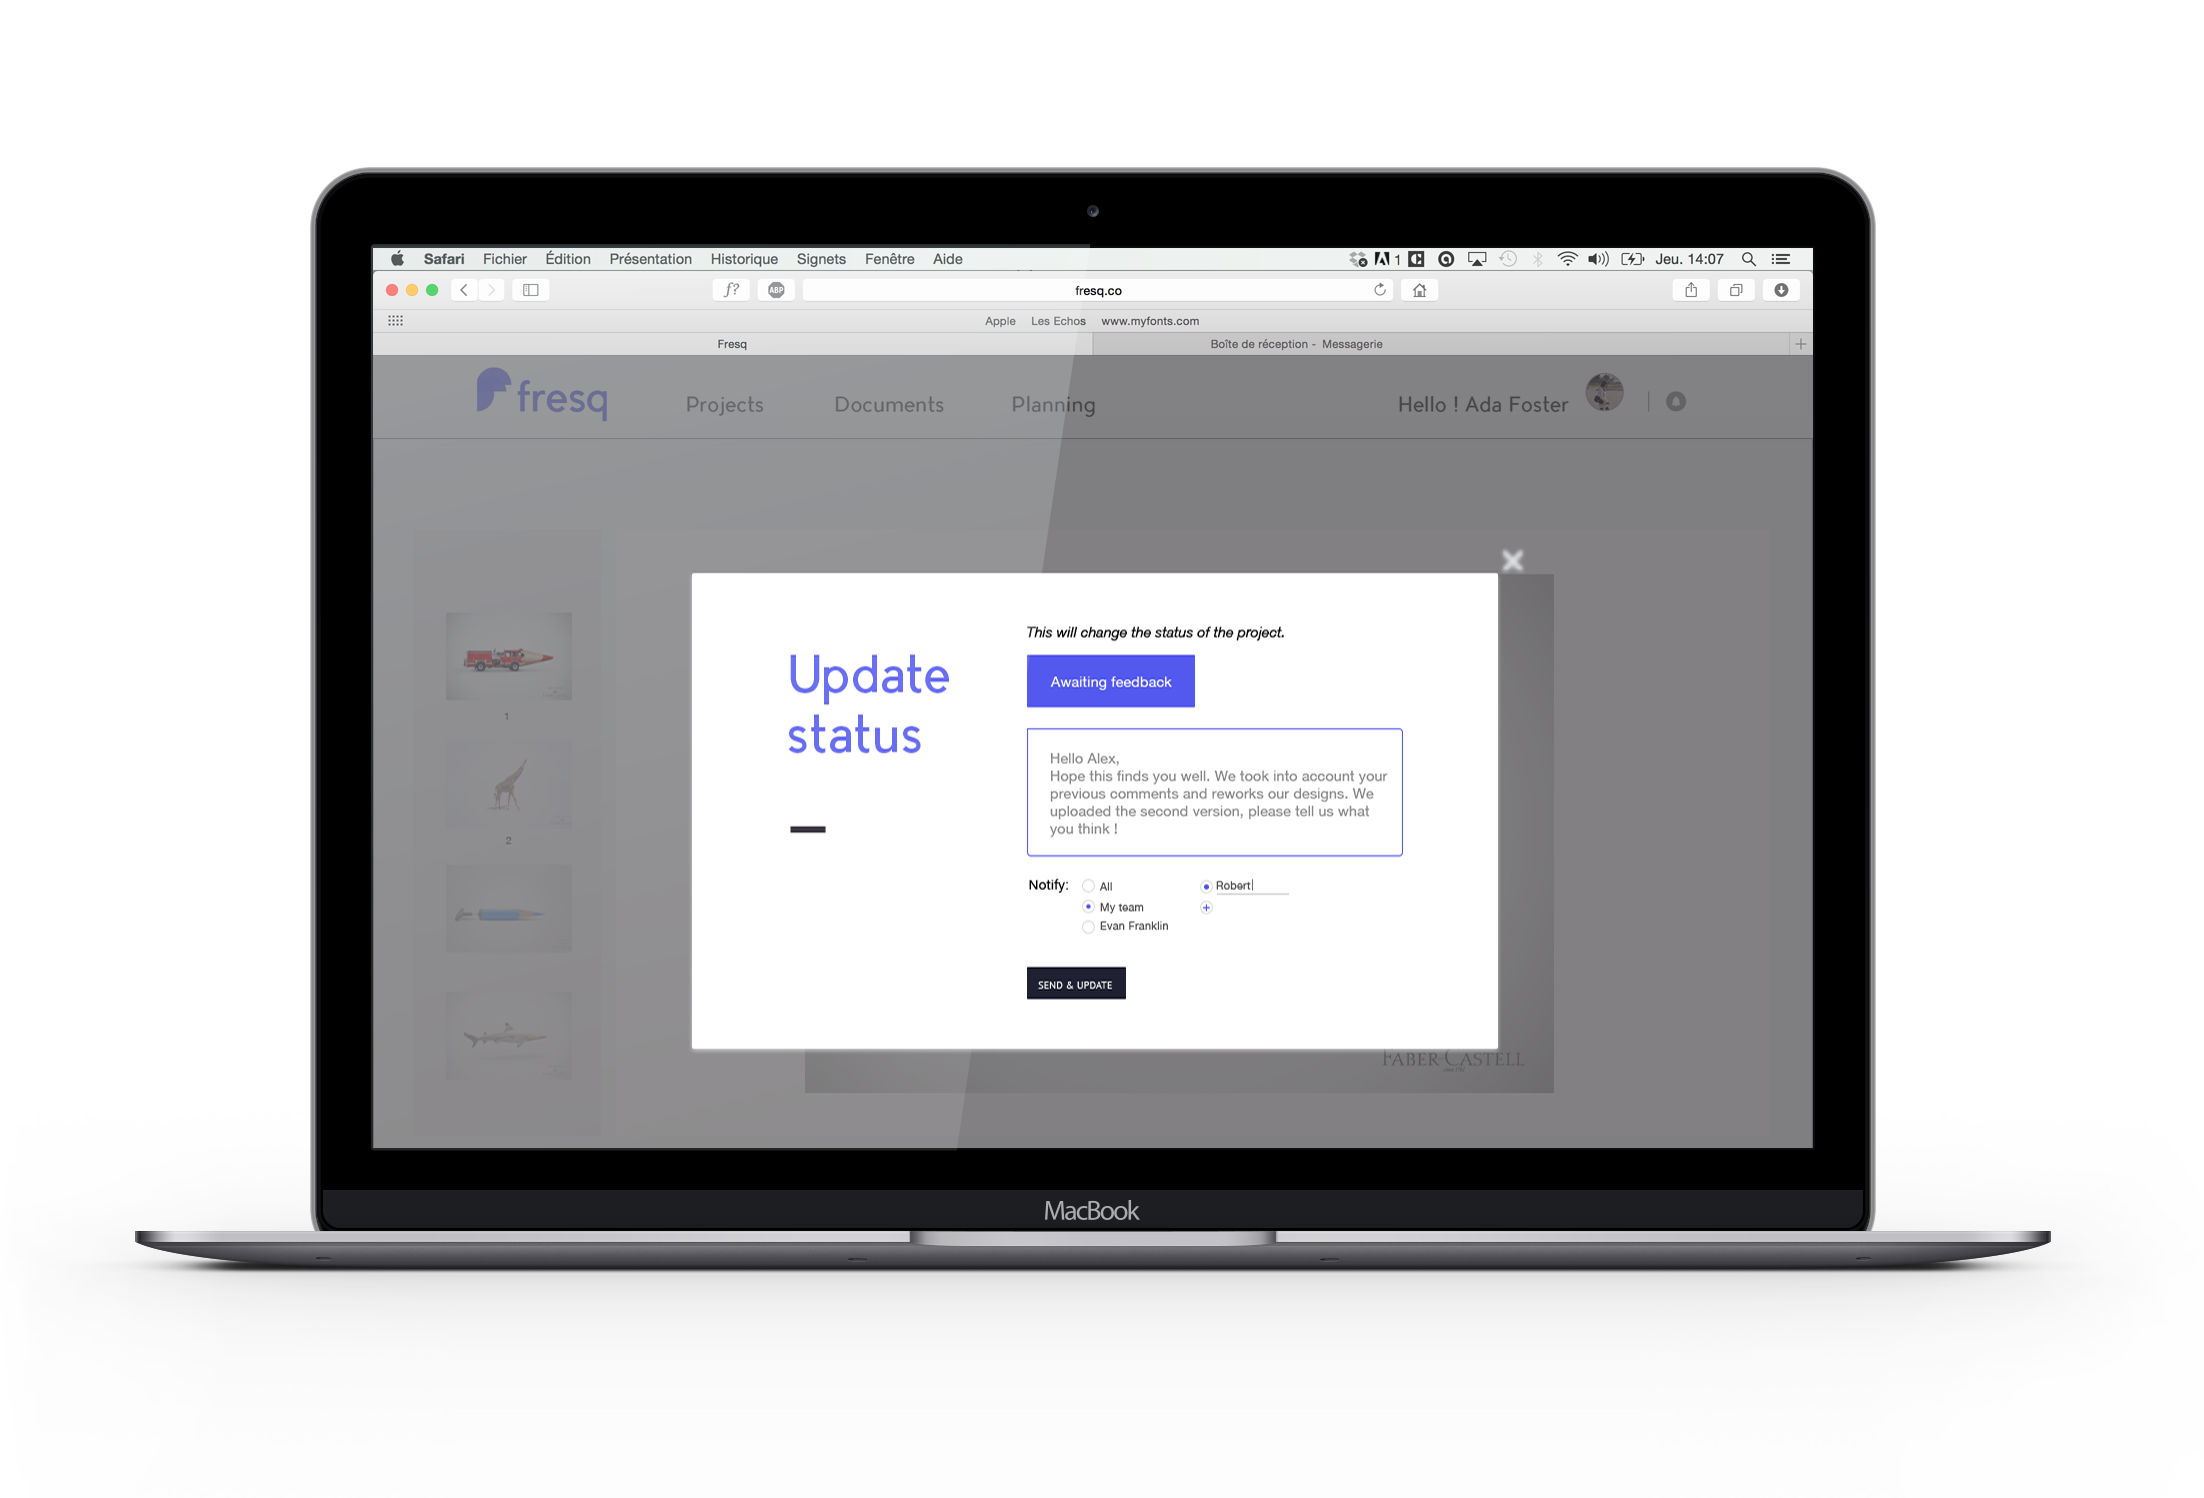 Safari Fichier Édition Présentation Historique Signets Fenêtre Aide 1 Jeu. 14:07
f? ABP fresq.co
Apple Les Echos www.myfonts.com
Fresq Boîte de réception - Messagerie
fresq Projects Documents Planning Hello ! Ada Foster
1
2
Update
status
This will change the status of the project.
Awaiting feedback
Hello Alex,
Hope this finds you well. We took into account your
previous comments and reworks our designs. We
uploaded the second version, please tell us what
you think !
Notify: All Robert
My team +
Evan Franklin
SEND & UPDATE
FABER-CASTELL
MacBook